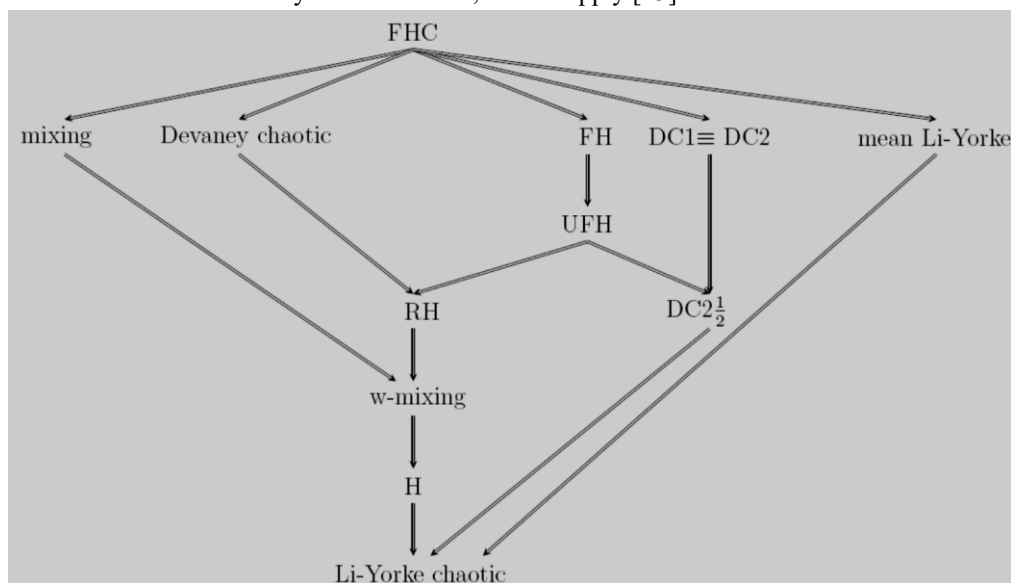 FHC
mixing Devaney chaotic FH DC1≡ DC2 mean Li-Yorke
UFH
RH DC2½
w-mixing
H
Li-Yorke chaotic